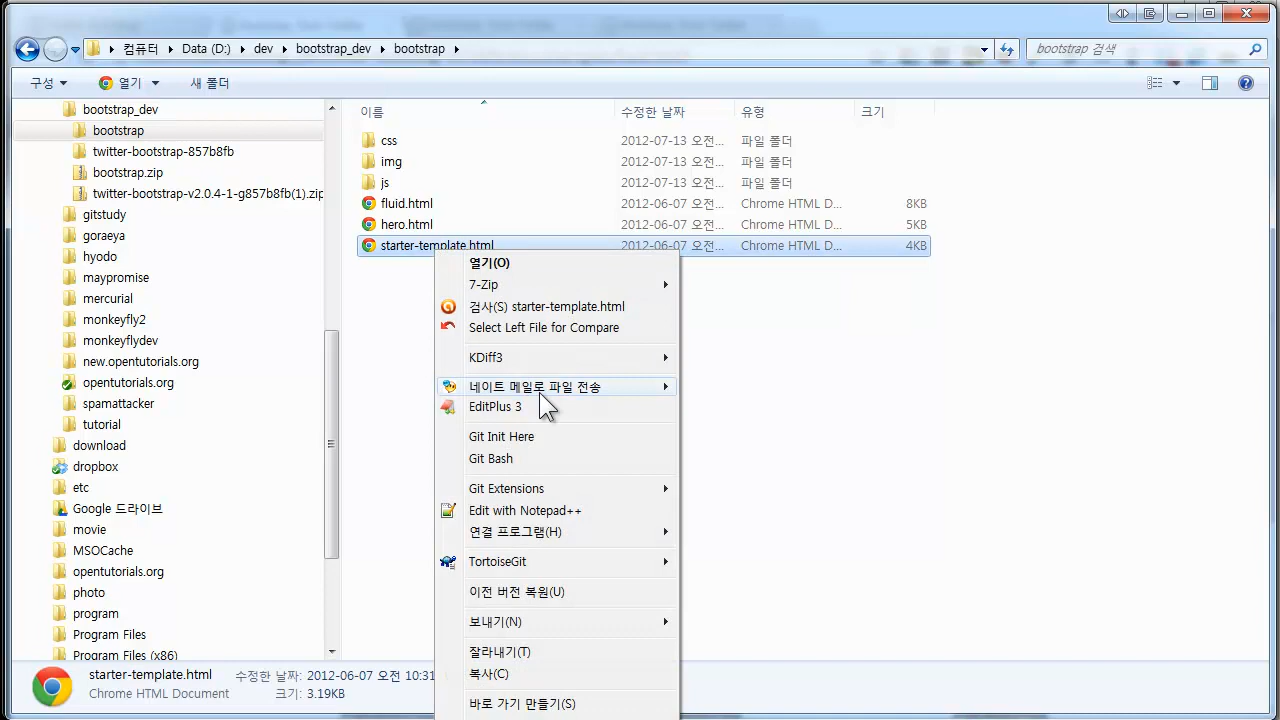 컴퓨터 Data (D:) dev bootstrap_dev bootstrap
bootstrap 검색
구성 열기 새 폴더
bootstrap_dev
bootstrap
twitter-bootstrap-857b8fb
bootstrap.zip
twitter-bootstrap-v2.0.4-1-g857b8fb(1).zip
gitstudy
goraeya
hyodo
maypromise
mercurial
monkeyfly2
monkeyflydev
new.opentutorials.org
opentutorials.org
spamattacker
tutorial
download
dropbox
etc
Google 드라이브
movie
MSOCache
opentutorials.org
photo
program
Program Files
Program Files (x86)
이름 수정한 날짜 유형 크기
css 2012-07-13 오전... 파일 폴더
img 2012-07-13 오전... 파일 폴더
js 2012-07-13 오전... 파일 폴더
fluid.html 2012-06-07 오전... Chrome HTML D... 8KB
hero.html 2012-06-07 오전... Chrome HTML D... 5KB
starter-template.html 2012-06-07 오전... Chrome HTML D... 4KB
열기(O)
7-Zip
검사(S) starter-template.html
Select Left File for Compare
KDiff3
네이트 메일로 파일 전송
EditPlus 3
Git Init Here
Git Bash
Git Extensions
Edit with Notepad++
연결 프로그램(H)
TortoiseGit
이전 버전 복원(U)
보내기(N)
잘라내기(T)
복사(C)
바로 가기 만들기(S)
starter-template.html 수정한 날짜: 2012-06-07 오전 10:31
Chrome HTML Document 크기: 3.19KB